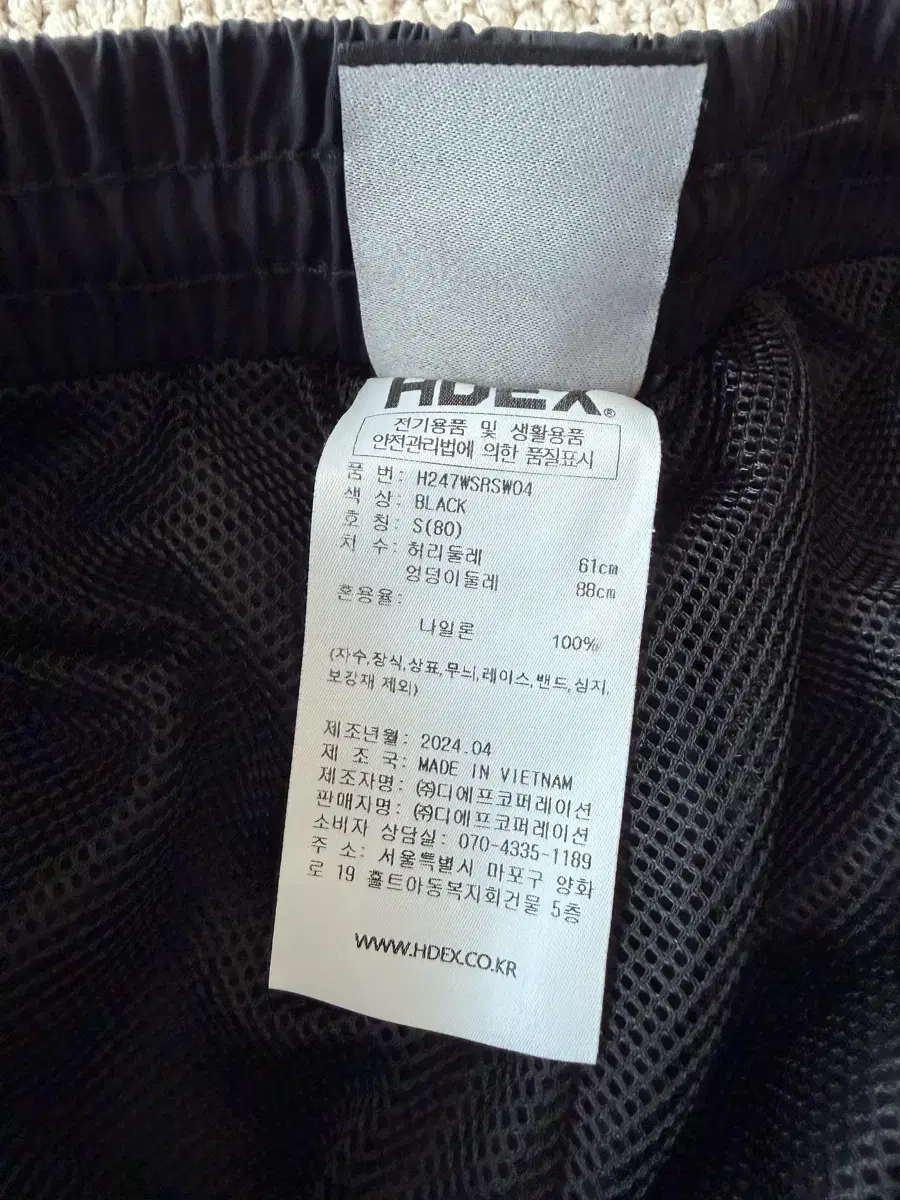 HDEX®
전기용품 및 생활용품
안전관리법에 의한 품질표시
품 번: H247WSRSW04
색 상: BLACK
호 칭: S(80)
치 수: 허리둘레 61cm
엉덩이둘레 88cm
혼용율:
나일론 100%
(자수,장식,상표,무늬,레이스,밴드,심지,
보강재 제외)
제조년월: 2024.04
제 조 국: MADE IN VIETNAM
제조자명: ㈜디에프코퍼레이션
판매자명: ㈜디에프코퍼레이션
소비자 상담실: 070-4335-1189
주 소: 서울특별시 마포구 양화
로 19 홀트아동복지회건물 5층
WWW.HDEX.CO.KR